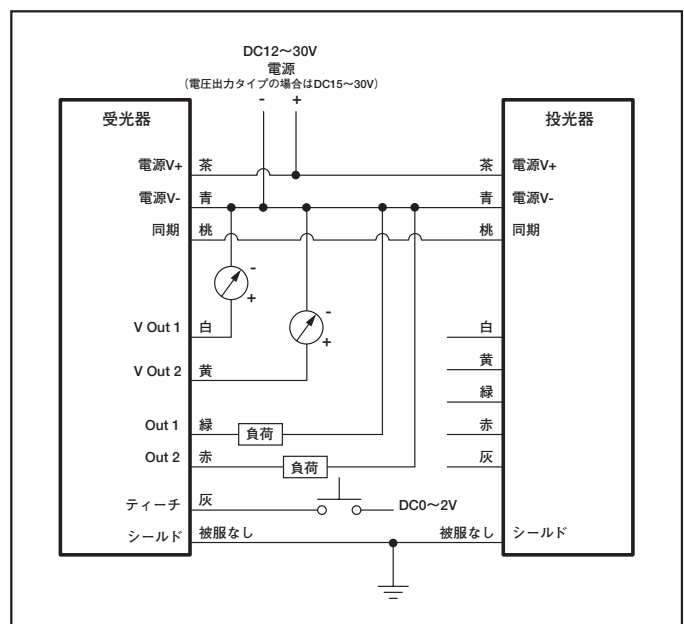 DC12～30V
電源
（電圧出力タイプの場合はDC15～30V）
- +
受光器
投光器
電源V+ 茶
茶 電源V+
電源V- 青
青 電源V-
同期 桃
桃 同期
-
+
-
+
V Out 1 白
白
V Out 2 黄
黄
緑
Out 1 緑
負荷
赤
Out 2 赤
負荷
灰
ティーチ 灰
DC0～2V
シールド 被服なし
被服なし シールド